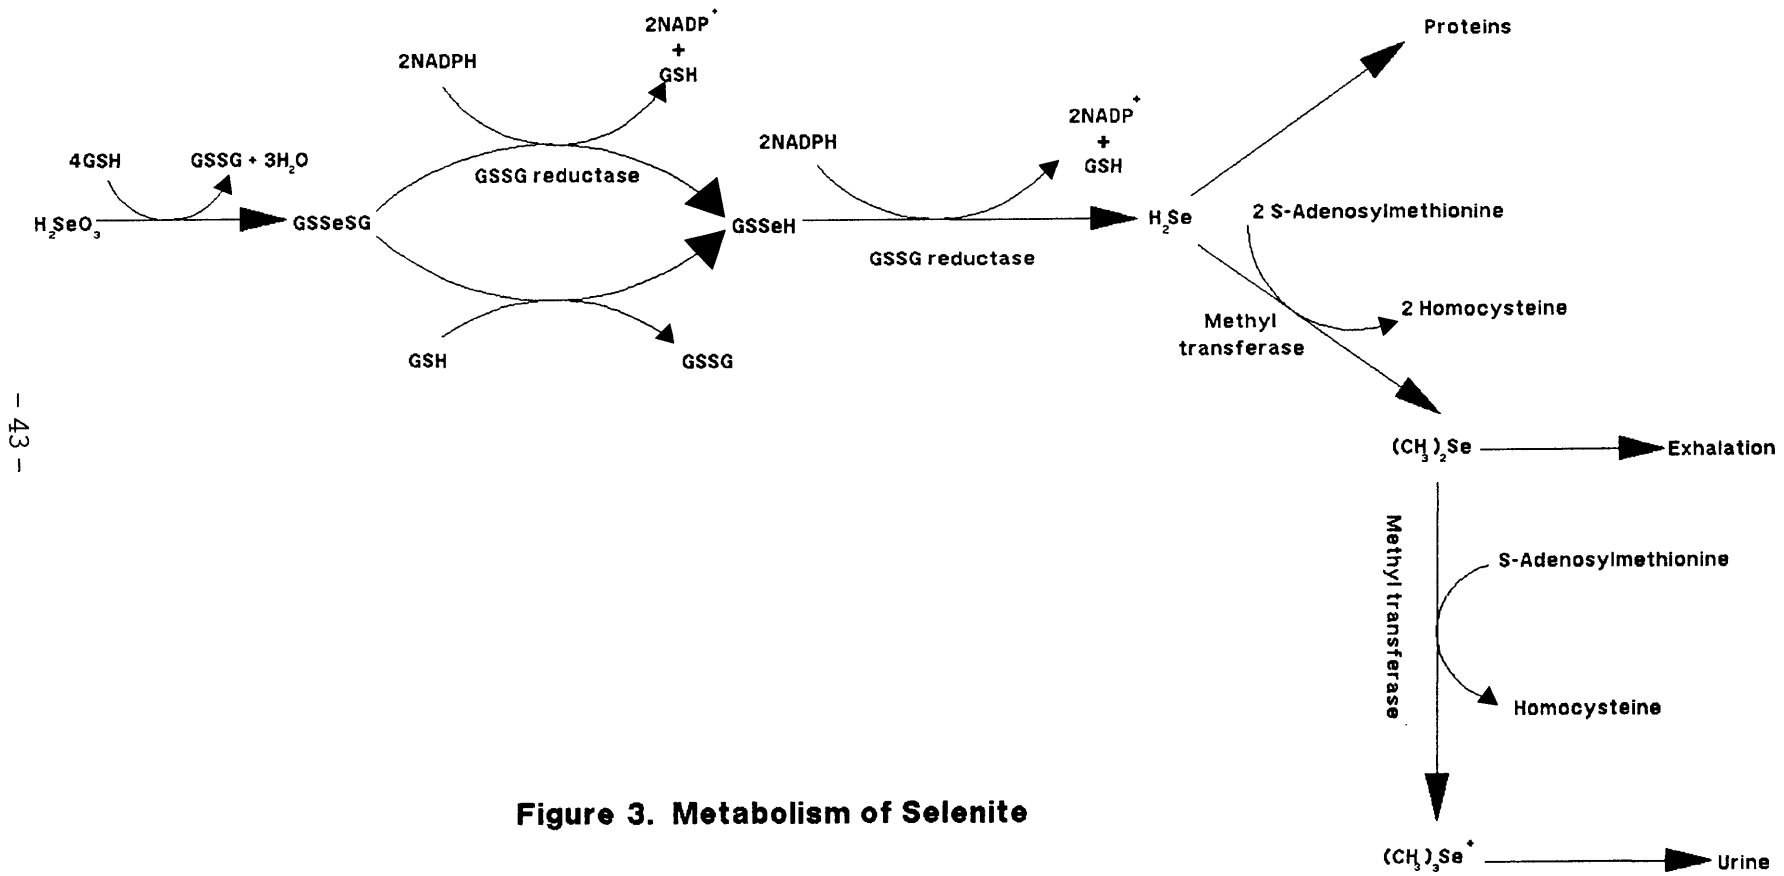 2NADP⁺
+
GSH
2NADPH
Proteins
2NADPH
2NADP⁺
+
GSH
4GSH
GSSG + 3H₂O
GSSG reductase
H₂SeO₃
GSSeSG
GSSeH
GSSG reductase
H₂Se
2 S-Adenosylmethionine
2 Homocysteine
Methyl
transferase
GSH
GSSG
(CH₃)₂Se
Exhalation
Methyl transferase
S-Adenosylmethionine
Homocysteine
(CH₃)₃Se⁺
Urine
Figure 3. Metabolism of Selenite
- 43 -